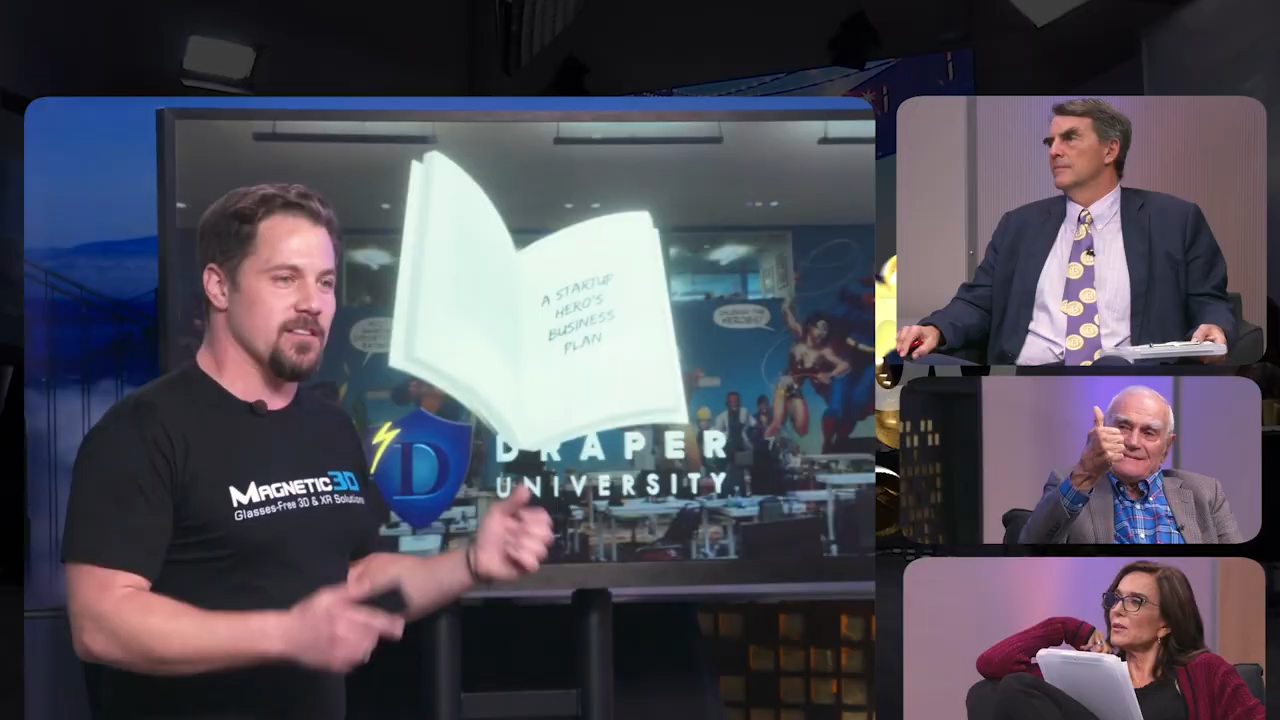 A STARTUP
HERO'S
BUSINESS
PLAN
DRAPER
UNIVERSITY
D
MAGNETIC3D
Glasses-Free 3D & XR Solutions